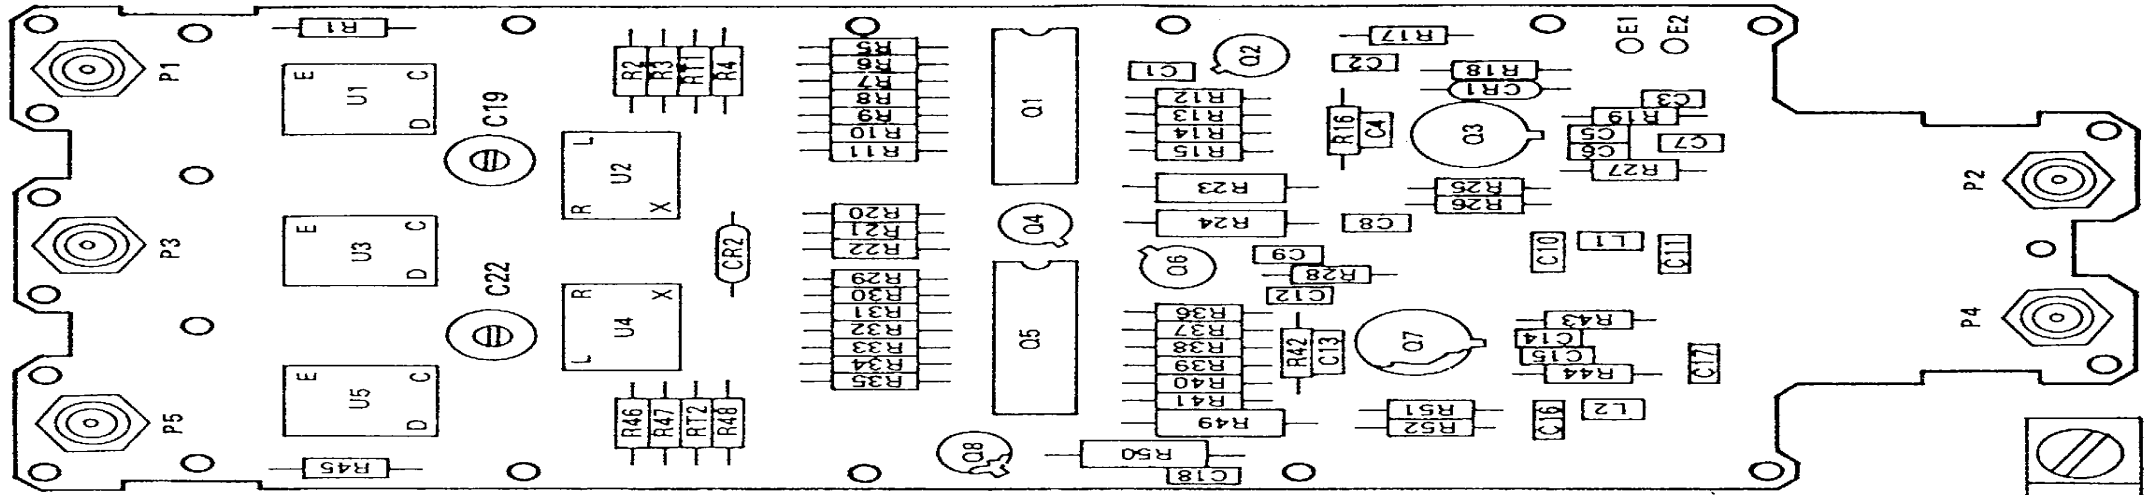 P1
P3
P5
R1
E
C
U1
D
E
C
U3
D
E
C
U5
D
R45
C19
C22
L
U2
R
X
R
X
U4
L
R2
R3
RT1
R4
CR2
R46
R47
RT2
R48
R5
R6
R7
R8
R9
R10
R11
R20
R21
R22
R29
R30
R31
R32
R33
R34
R35
Q1
Q4
Q5
Q8
C1
Q2
R12
R13
R14
R15
R23
R24
Q6
C9
R28
C12
R36
R37
R38
R39
R40
R41
R49
R50
C18
R42
C13
R17
C2
R18
CR1
R16
C4
Q3
R25
R26
C8
Q7
R51
R52
E1
E2
C3
R19
C5
C6
C7
R27
C10
L1
C11
R43
C14
C15
R44
C17
C16
L2
P2
P4